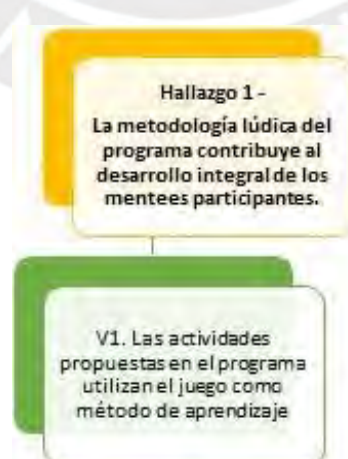 Hallazgo 1 -
La metodología lúdica del
programa contribuye al
desarrollo integral de los
mentees participantes.
V1. Las actividades
propuestas en el programa
utilizan el juego como
método de aprendizaje